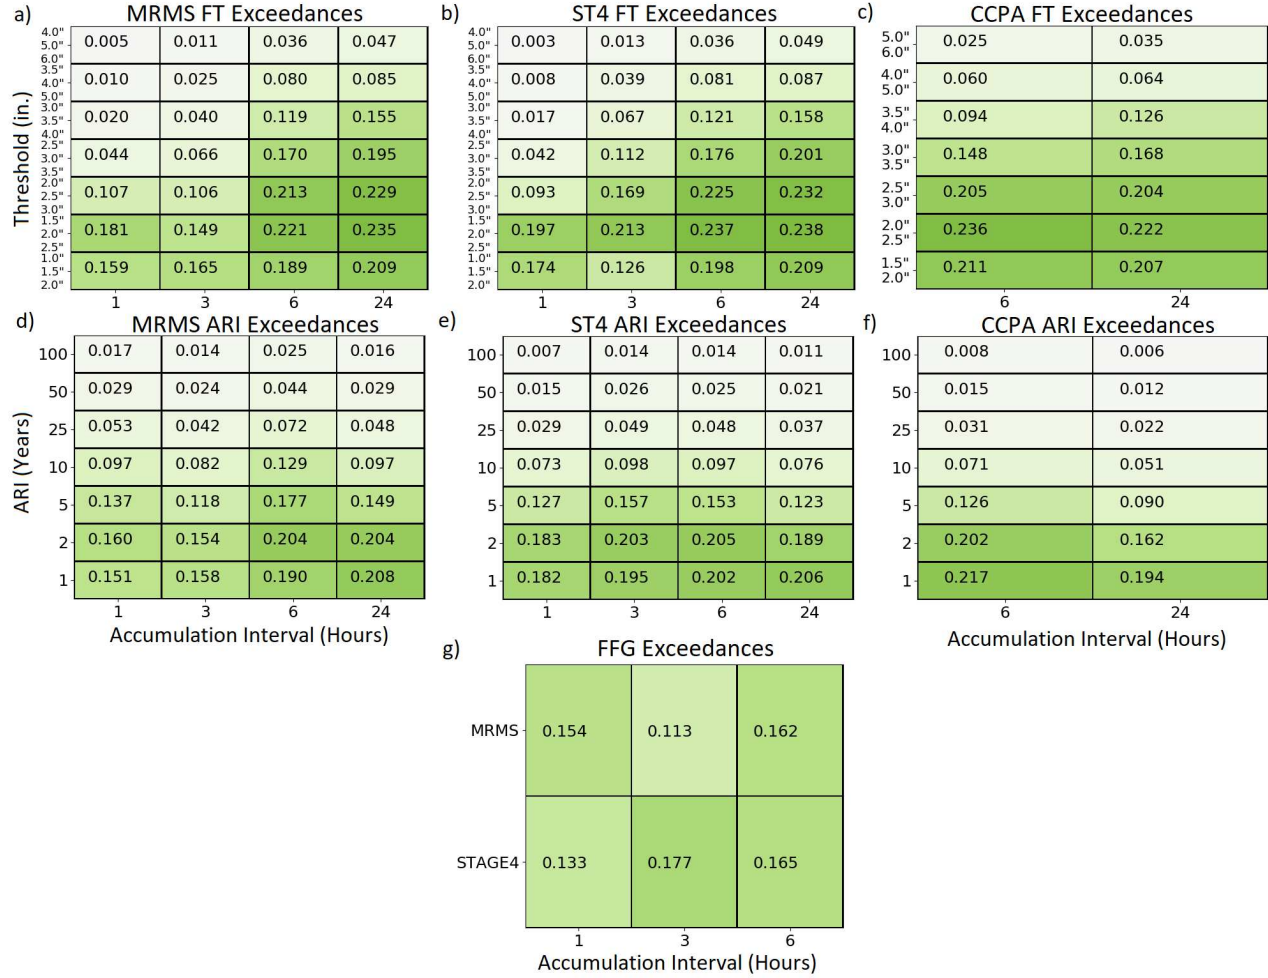 a) MRMS FT Exceedances
Threshold (in.)
4.0"
5.0"
6.0"
0.005 0.011 0.036 0.047
3.5"
4.0"
5.0"
0.010 0.025 0.080 0.085
3.0"
3.5"
4.0"
0.020 0.040 0.119 0.155
2.5"
3.0"
3.5"
0.044 0.066 0.170 0.195
2.0"
2.5"
3.0"
0.107 0.106 0.213 0.229
1.5"
2.0"
2.5"
0.181 0.149 0.221 0.235
1.0"
1.5"
2.0"
0.159 0.165 0.189 0.209
1 3 6 24
b) ST4 FT Exceedances
4.0"
5.0"
6.0"
0.003 0.013 0.036 0.049
3.5"
4.0"
5.0"
0.008 0.039 0.081 0.087
3.0"
3.5"
4.0"
0.017 0.067 0.121 0.158
2.5"
3.0"
3.5"
0.042 0.112 0.176 0.201
2.0"
2.5"
3.0"
0.093 0.169 0.225 0.232
1.5"
2.0"
2.5"
0.197 0.213 0.237 0.238
1.0"
1.5"
2.0"
0.174 0.126 0.198 0.209
1 3 6 24
c) CCPA FT Exceedances
5.0"
6.0"
0.025 0.035
4.0"
5.0"
0.060 0.064
3.5"
4.0"
0.094 0.126
3.0"
3.5"
0.148 0.168
2.5"
3.0"
0.205 0.204
2.0"
2.5"
0.236 0.222
1.5"
2.0"
0.211 0.207
6 24
d) MRMS ARI Exceedances
ARI (Years)
100 0.017 0.014 0.025 0.016
50 0.029 0.024 0.044 0.029
25 0.053 0.042 0.072 0.048
10 0.097 0.082 0.129 0.097
5 0.137 0.118 0.177 0.149
2 0.160 0.154 0.204 0.204
1 0.151 0.158 0.190 0.208
1 3 6 24
Accumulation Interval (Hours)
e) ST4 ARI Exceedances
100 0.007 0.014 0.014 0.011
50 0.015 0.026 0.025 0.021
25 0.029 0.049 0.048 0.037
10 0.073 0.098 0.097 0.076
5 0.127 0.157 0.153 0.123
2 0.183 0.203 0.205 0.189
1 0.182 0.195 0.202 0.206
1 3 6 24
f) CCPA ARI Exceedances
100 0.008 0.006
50 0.015 0.012
25 0.031 0.022
10 0.071 0.051
5 0.126 0.090
2 0.202 0.162
1 0.217 0.194
6 24
Accumulation Interval (Hours)
g) FFG Exceedances
MRMS 0.154 0.113 0.162
STAGE4 0.133 0.177 0.165
1 3 6
Accumulation Interval (Hours)